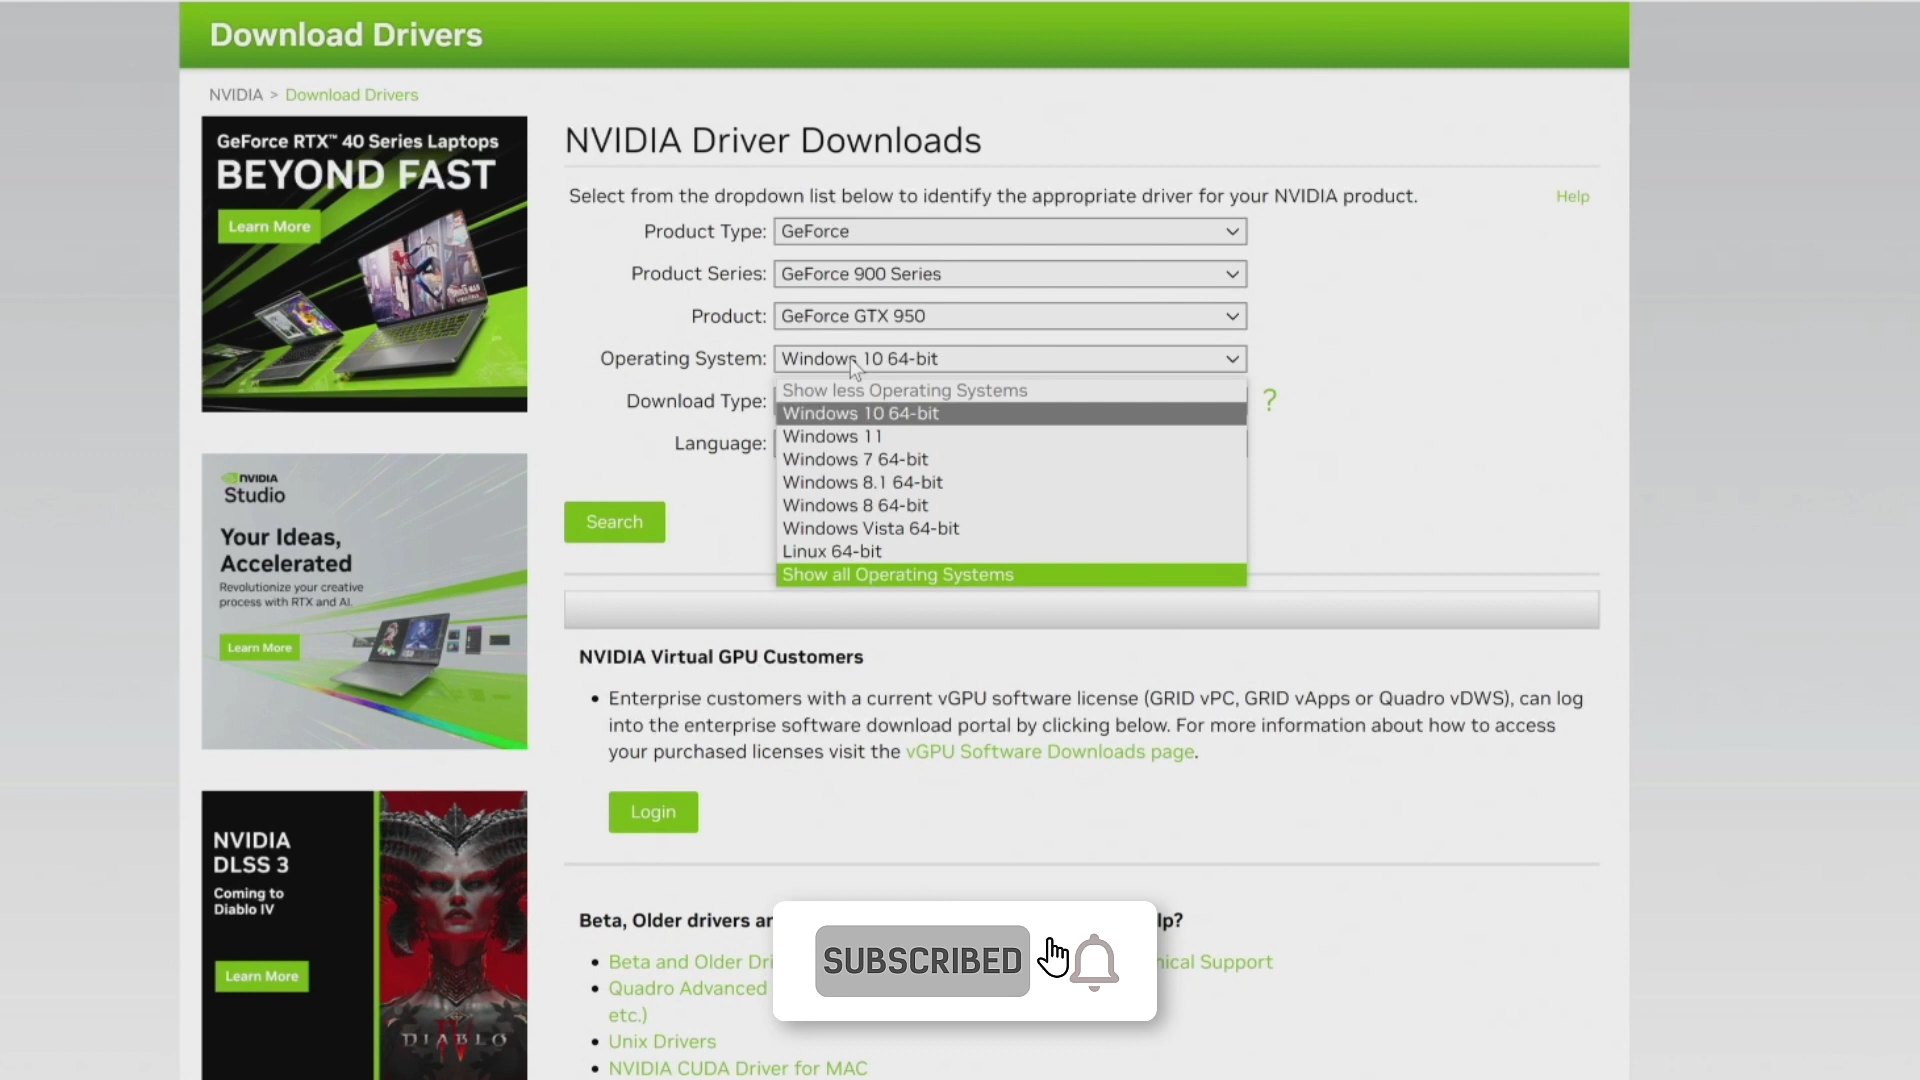 Download Drivers
NVIDIA > Download Drivers
GeForce RTX™ 40 Series Laptops
BEYOND FAST
Learn More
NVIDIA
Studio
Your Ideas,
Accelerated
Revolutionize your creative
process with RTX and AI.
Learn More
NVIDIA
DLSS 3
Coming to
Diablo IV
Learn More
DIABLO
IV
NVIDIA Driver Downloads
Select from the dropdown list below to identify the appropriate driver for your NVIDIA product.
Help
Product Type: GeForce
Product Series: GeForce 900 Series
Product: GeForce GTX 950
Operating System: Windows 10 64-bit
Download Type:
?
Language:
Show less Operating Systems
Windows 10 64-bit
Windows 11
Windows 7 64-bit
Windows 8.1 64-bit
Windows 8 64-bit
Windows Vista 64-bit
Linux 64-bit
Show all Operating Systems
Search
NVIDIA Virtual GPU Customers
• Enterprise customers with a current vGPU software license (GRID vPC, GRID vApps or Quadro vDWS), can log
into the enterprise software download portal by clicking below. For more information about how to access
your purchased licenses visit the vGPU Software Downloads page.
Login
Beta, Older drivers an lp?
• Beta and Older Dri nical Support
• Quadro Advanced
etc.)
• Unix Drivers
• NVIDIA CUDA Driver for MAC
SUBSCRIBED